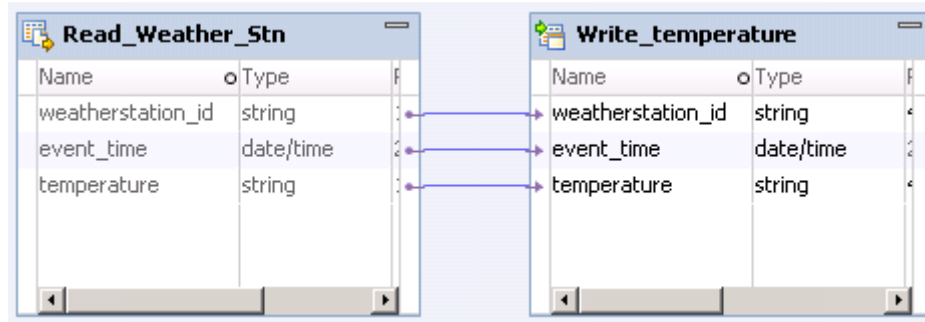 Read_Weather_Stn
Name Type
weatherstation_id string
event_time date/time
temperature string
Write_temperature
Name Type
weatherstation_id string
event_time date/time
temperature string